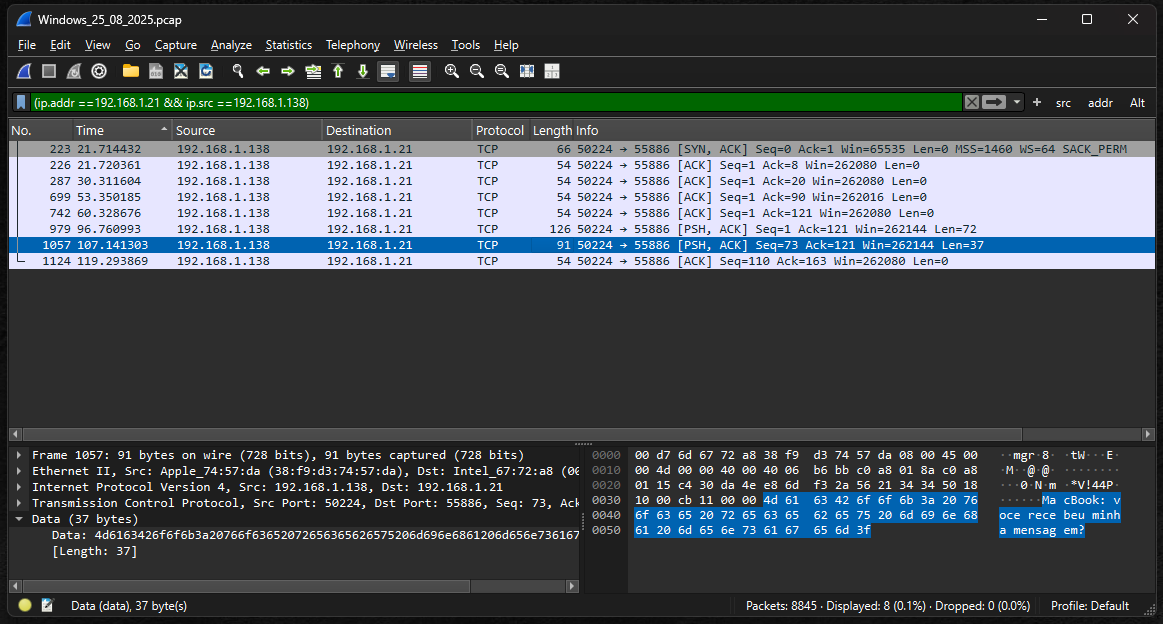 Windows_25_08_2025.pcap
File Edit View Go Capture Analyze Statistics Telephony Wireless Tools Help
(ip.addr ==192.168.1.21 && ip.src ==192.168.1.138)
+ src addr Alt
No. Time Source Destination Protocol Length Info
223 21.714432 192.168.1.138 192.168.1.21 TCP 66 50224 → 55886 [SYN, ACK] Seq=0 Ack=1 Win=65535 Len=0 MSS=1460 WS=64 SACK_PERM
226 21.720361 192.168.1.138 192.168.1.21 TCP 54 50224 → 55886 [ACK] Seq=1 Ack=8 Win=262080 Len=0
287 30.311604 192.168.1.138 192.168.1.21 TCP 54 50224 → 55886 [ACK] Seq=1 Ack=20 Win=262080 Len=0
699 53.350185 192.168.1.138 192.168.1.21 TCP 54 50224 → 55886 [ACK] Seq=1 Ack=90 Win=262016 Len=0
742 60.328676 192.168.1.138 192.168.1.21 TCP 54 50224 → 55886 [ACK] Seq=1 Ack=121 Win=262080 Len=0
979 96.760993 192.168.1.138 192.168.1.21 TCP 126 50224 → 55886 [PSH, ACK] Seq=1 Ack=121 Win=262144 Len=72
1057 107.141303 192.168.1.138 192.168.1.21 TCP 91 50224 → 55886 [PSH, ACK] Seq=73 Ack=121 Win=262144 Len=37
1124 119.293869 192.168.1.138 192.168.1.21 TCP 54 50224 → 55886 [ACK] Seq=110 Ack=163 Win=262080 Len=0
Frame 1057: 91 bytes on wire (728 bits), 91 bytes captured (728 bits)
Ethernet II, Src: Apple_74:57:da (38:f9:d3:74:57:da), Dst: Intel_67:72:a8 (00
Internet Protocol Version 4, Src: 192.168.1.138, Dst: 192.168.1.21
Transmission Control Protocol, Src Port: 50224, Dst Port: 55886, Seq: 73, Ack
Data (37 bytes)
Data: 4d6163426f6f6b3a20766f636520726563656265752​06d696e6861206d656e736167
[Length: 37]
0000 00 d6 6d 67 72 a8 38 f9 d3 74 57 da 08 00 45 00 ··mgr·8· ·tW···E·
0010 00 4d 00 00 40 00 40 06 b6 bb c0 a8 01 8a c0 a8 ·M··@·@· ········
0020 01 15 c4 30 da 4e e8 6d f3 2a 56 21 34 34 50 18 ···0·N·m ·*V!44P·
0030 10 00 cb 11 00 00 4d 61 63 42 6f 6f 6b 3a 20 76 ······Ma cBook: v
0040 6f 63 65 20 72 65 63 65 62 65 75 20 6d 69 6e 68 oce rece beu minh
0050 61 20 6d 65 6e 73 61 67 65 6d 3f a mensag em?
Data (data), 37 byte(s)
Packets: 8845 · Displayed: 8 (0.1%) · Dropped: 0 (0.0%)
Profile: Default